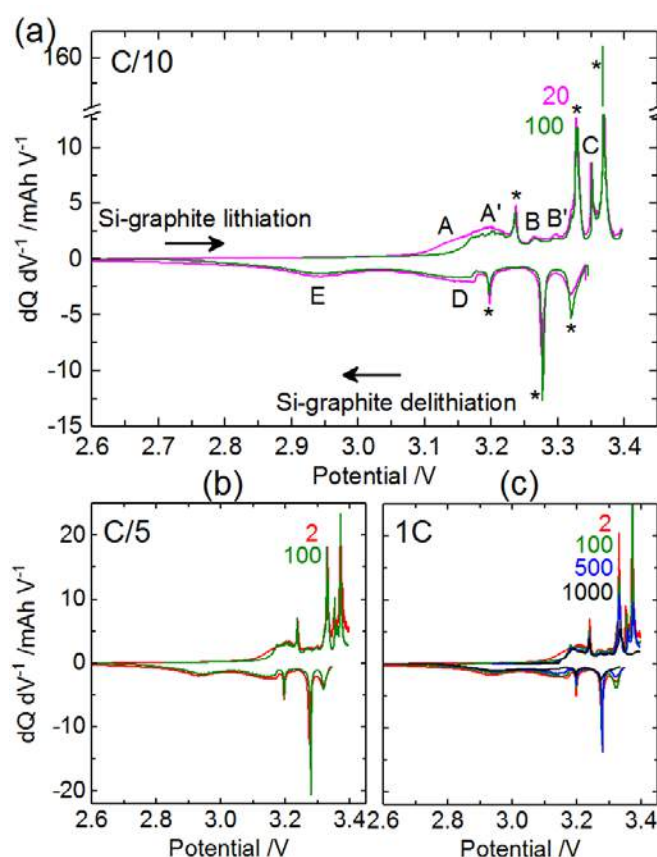 (a)
C/10
160
10
5
0
-5
-10
-15
dQ dV⁻¹ /mAh V⁻¹
20
100
*
*
C
A
A'
*
B
B'
Si-graphite lithiation
E
D
*
*
*
Si-graphite delithiation
2.6 2.7 2.8 2.9 3.0 3.1 3.2 3.3 3.4
Potential /V
(b)
C/5
2
100
20
10
0
-10
-20
dQ dV⁻¹ /mAh V⁻¹
2.6 2.8 3.0 3.2 3.4
Potential /V
(c)
1C
2
100
500
1000
2.6 2.8 3.0 3.2 3.4
Potential /V